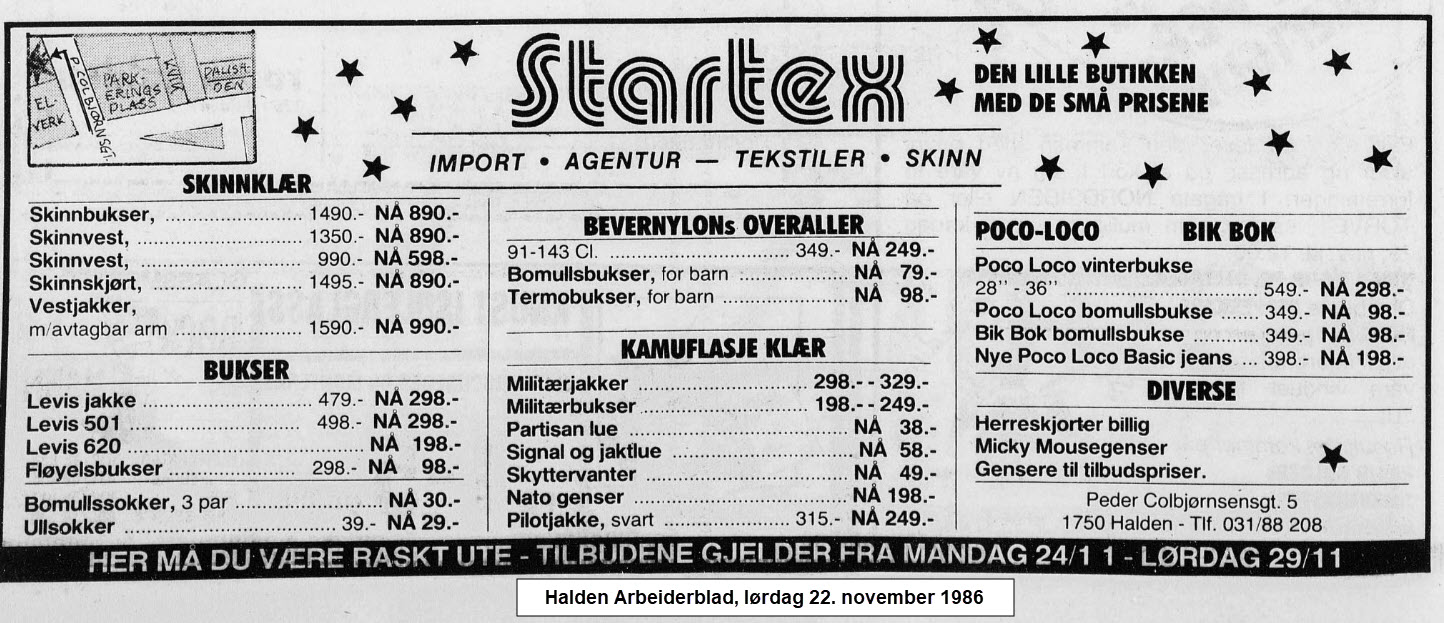 EL-
VERK
P. COLBJØRNSGT.
PARK-
ERINGS
PLASS
KVIK
Startex
IMPORT • AGENTUR — TEKSTILER • SKINN
DEN LILLE BUTIKKEN
MED DE SMÅ PRISENE
SKINNKLÆR
Skinnbukser, ............ 1490.- NÅ 890.-
Skinnvest, ............ 1350.- NÅ 890.-
Skinnvest, ............ 990.- NÅ 598.-
Skinnskjørt, ............ 1495.- NÅ 890.-
Vestjakker,
m/avtagbar arm ............ 1590.- NÅ 990.-
BUKSER
Levis jakke ............ 479.- NÅ 298.-
Levis 501 ............ 498.- NÅ 298.-
Levis 620 ............ NÅ 198.-
Fløyelsbukser ............ 298.- NÅ 98.-
Bomullssokker, 3 par ............ NÅ 30.-
Ullsokker ............ 39.- NÅ 29.-
BEVERNYLONs OVERALLER
91-143 Cl. ............ 349.- NÅ 249.-
Bomullsbukser, for barn ............ NÅ 79.-
Termobukser, for barn ............ NÅ 98.-
KAMUFLASJE KLÆR
Militærjakker ............ 298.- - 329.-
Militærbukser ............ 198.- - 249.-
Partisan lue ............ NÅ 38.-
Signal og jaktlue ............ NÅ 58.-
Skyttervanter ............ NÅ 49.-
Nato genser ............ NÅ 198.-
Pilotjakke, svart ............ 315.- NÅ 249.-
POCO-LOCO BIK BOK
Poco Loco vinterbukse
28'' - 36'' ............ 549.- NÅ 298.-
Poco Loco bomullsbukse ... 349.- NÅ 98.-
Bik Bok bomullsbukse ............ 349.- NÅ 98.-
Nye Poco Loco Basic jeans .. 398.- NÅ 198.-
DIVERSE
Herreskjorter billig
Micky Mousegenser
Gensere til tilbudspriser.
Peder Colbjørnsensgt. 5
1750 Halden - Tlf. 031/88 208
HER MÅ DU VÆRE RASKT UTE - TILBUDENE GJELDER FRA MANDAG 24/1 1 - LØRDAG 29/11
Halden Arbeiderblad, lørdag 22. november 1986